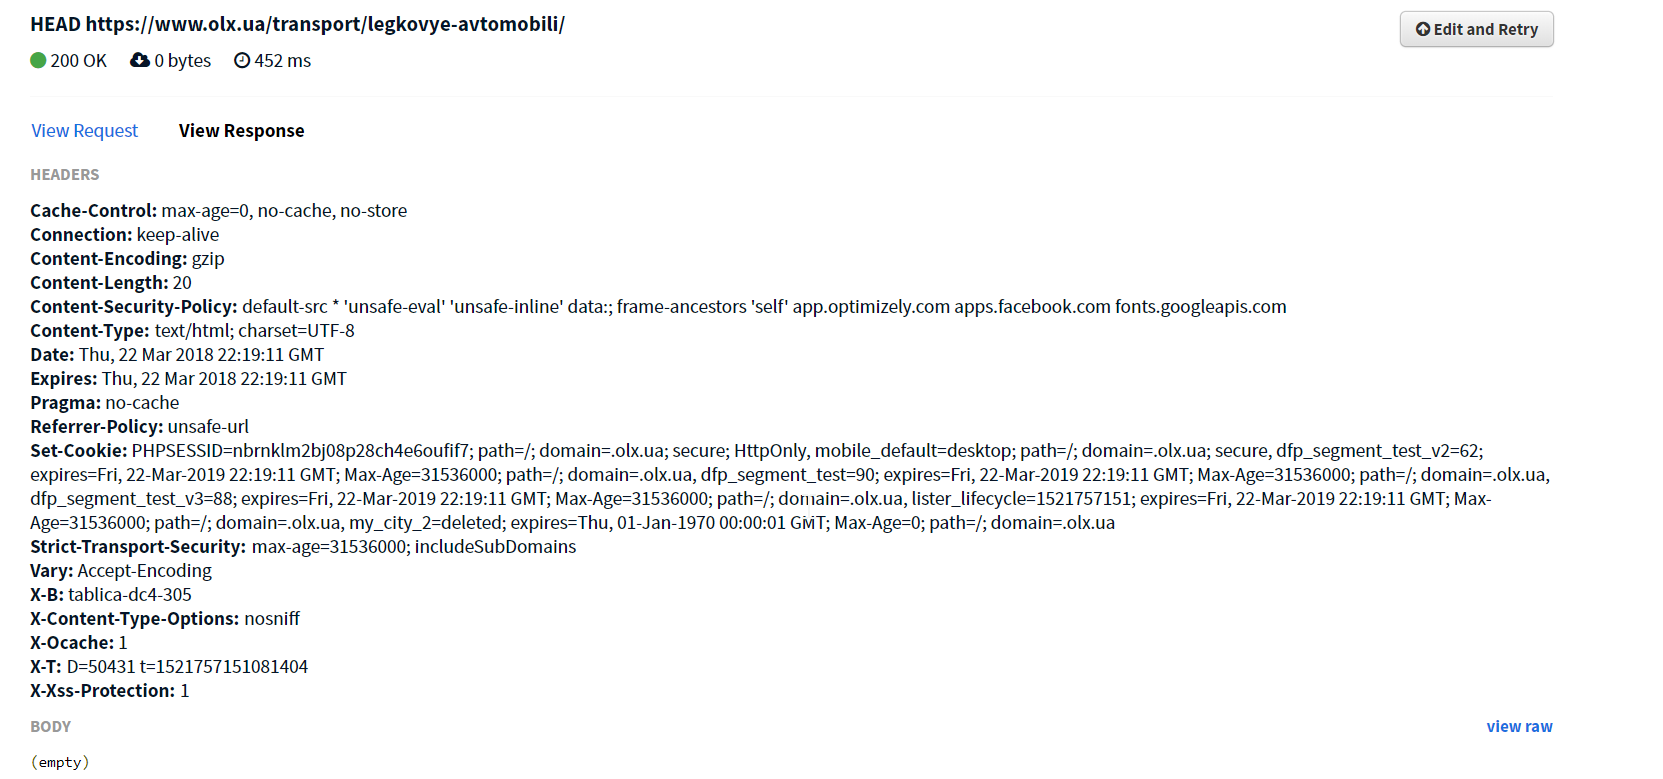 HEAD https://www.olx.ua/transport/legkovye-avtomobili/
Edit and Retry
200 OK 0 bytes 452 ms
View Request View Response
HEADERS
Cache-Control: max-age=0, no-cache, no-store
Connection: keep-alive
Content-Encoding: gzip
Content-Length: 20
Content-Security-Policy: default-src * 'unsafe-eval' 'unsafe-inline' data:; frame-ancestors 'self' app.optimizely.com apps.facebook.com fonts.googleapis.com
Content-Type: text/html; charset=UTF-8
Date: Thu, 22 Mar 2018 22:19:11 GMT
Expires: Thu, 22 Mar 2018 22:19:11 GMT
Pragma: no-cache
Referrer-Policy: unsafe-url
Set-Cookie: PHPSESSID=nbrnklm2bj08p28ch4e6oufif7; path=/; domain=.olx.ua; secure; HttpOnly, mobile_default=desktop; path=/; domain=.olx.ua; secure, dfp_segment_test_v2=62;
expires=Fri, 22-Mar-2019 22:19:11 GMT; Max-Age=31536000; path=/; domain=.olx.ua, dfp_segment_test=90; expires=Fri, 22-Mar-2019 22:19:11 GMT; Max-Age=31536000; path=/; domain=.olx.ua,
dfp_segment_test_v3=88; expires=Fri, 22-Mar-2019 22:19:11 GMT; Max-Age=31536000; path=/; domain=.olx.ua, lister_lifecycle=1521757151; expires=Fri, 22-Mar-2019 22:19:11 GMT; Max-
Age=31536000; path=/; domain=.olx.ua, my_city_2=deleted; expires=Thu, 01-Jan-1970 00:00:01 GMT; Max-Age=0; path=/; domain=.olx.ua
Strict-Transport-Security: max-age=31536000; includeSubDomains
Vary: Accept-Encoding
X-B: tablica-dc4-305
X-Content-Type-Options: nosniff
X-Ocache: 1
X-T: D=50431 t=1521757151081404
X-Xss-Protection: 1
BODY
view raw
(empty)